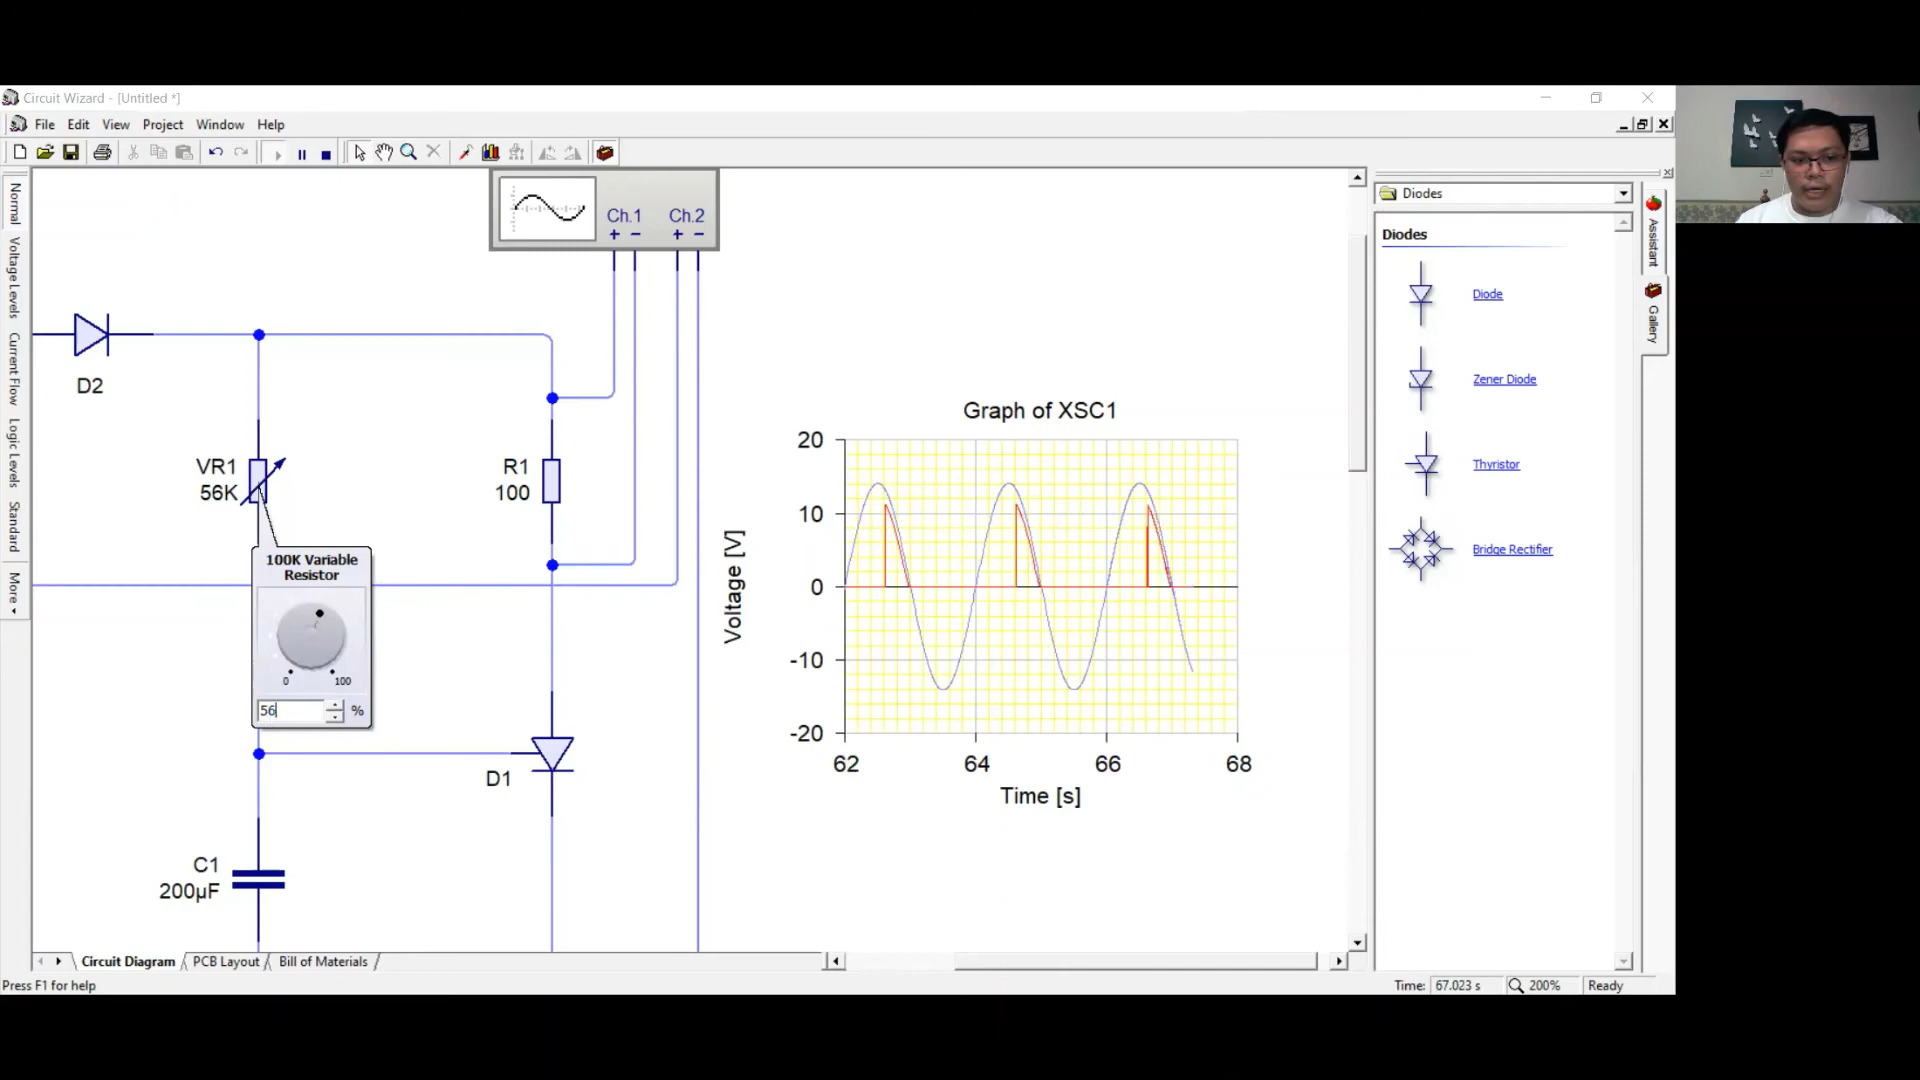 Circuit Wizard - [Untitled *]
File Edit View Project Window Help
Normal
Voltage Levels
Current Flow
Logic Levels
Standard
More
Ch.1 Ch.2
+ − + −
D2
VR1
56K
R1
100
100K Variable
Resistor
0 100
56 %
D1
C1
200µF
Graph of XSC1
Voltage [V]
20
10
0
-10
-20
62 64 66 68
Time [s]
Diodes
Diodes
Diode
Zener Diode
Thyristor
Bridge Rectifier
Assistant
Gallery
Circuit Diagram PCB Layout Bill of Materials
Press F1 for help
Time: 67.023 s 200% Ready